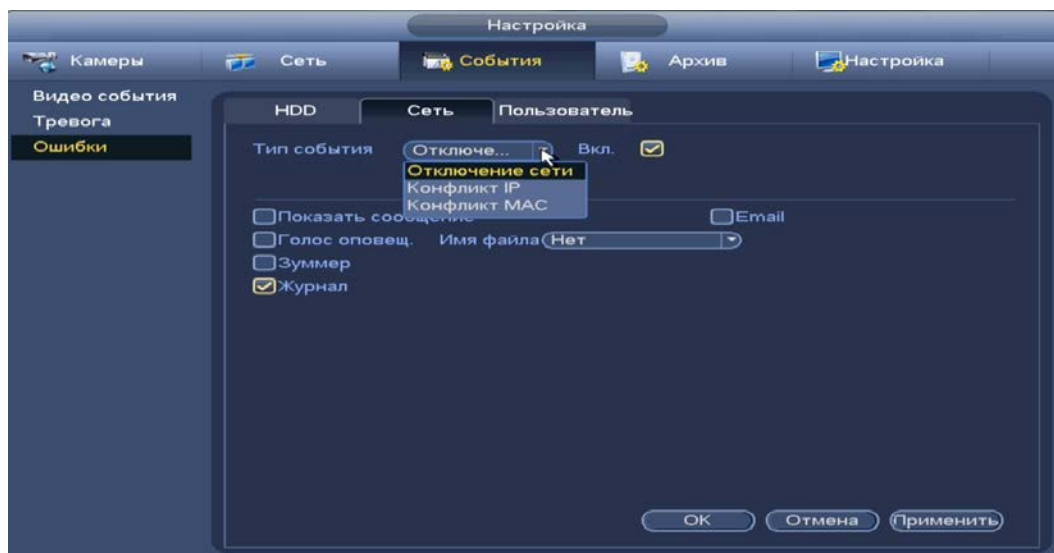 Настройка
Камеры Сеть События Архив Настройка
Видео события
Тревога
Ошибки
HDD Сеть Пользователь
Тип события Отключе... Вкл.
Отключение сети
Конфликт IP
Конфликт MAC
Показать сообщение Email
Голос оповещ. Имя файла Нет
Зуммер
Журнал
OK Отмена Применить